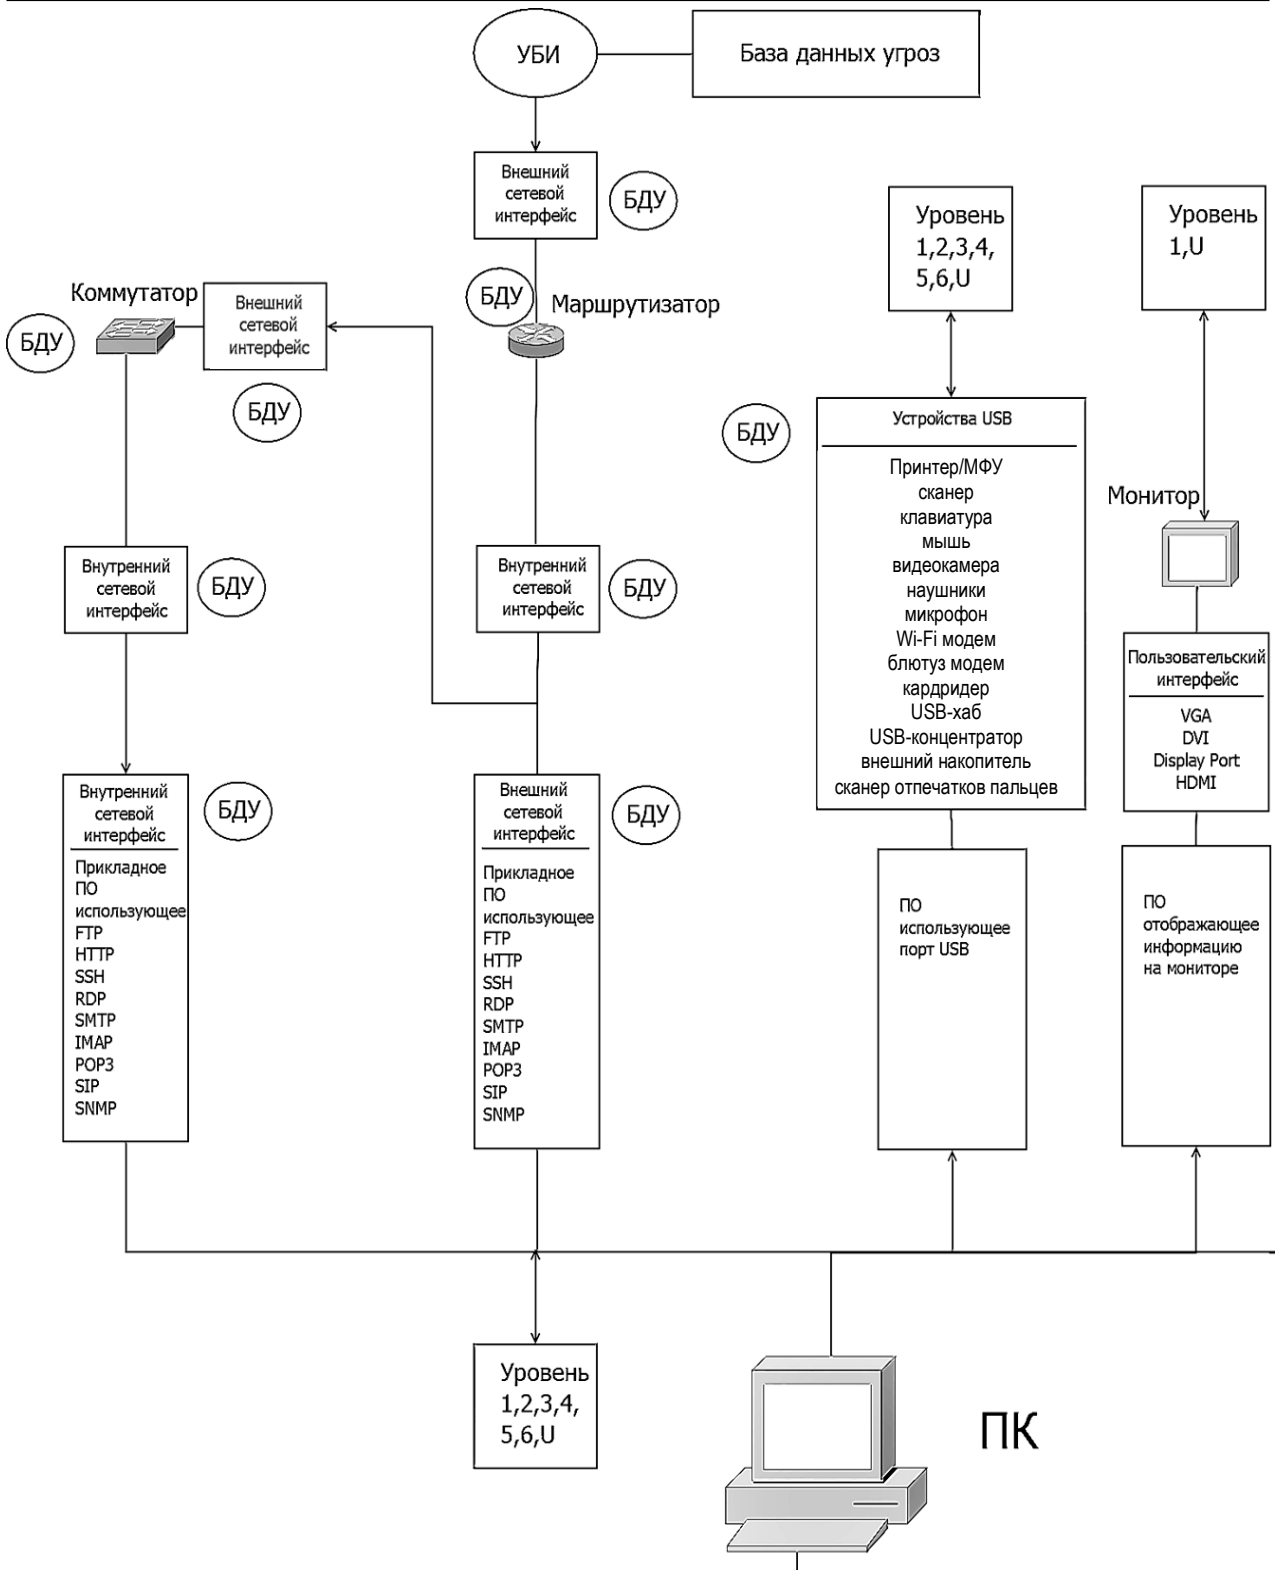 УБИ
База данных угроз
Внешний
сетевой
интерфейс
БДУ
Уровень
1,2,3,4,
5,6,U
Уровень
1,U
Коммутатор
Внешний
сетевой
интерфейс
БДУ
Маршрутизатор
БДУ
БДУ
БДУ
Устройства USB
Принтер/МФУ
сканер
клавиатура
мышь
видеокамера
наушники
микрофон
Wi-Fi модем
блютуз модем
кардридер
USB-хаб
USB-концентратор
внешний накопитель
сканер отпечатков пальцев
Монитор
Внутренний
сетевой
интерфейс
БДУ
Внутренний
сетевой
интерфейс
БДУ
Пользовательский
интерфейс
VGA
DVI
Display Port
HDMI
Внутренний
сетевой
интерфейс
Прикладное
ПО
использующее
FTP
HTTP
SSH
RDP
SMTP
IMAP
POP3
SIP
SNMP
БДУ
Внешний
сетевой
интерфейс
Прикладное
ПО
использующее
FTP
HTTP
SSH
RDP
SMTP
IMAP
POP3
SIP
SNMP
БДУ
ПО
использующее
порт USB
ПО
отображающее
информацию
на мониторе
Уровень
1,2,3,4,
5,6,U
ПК